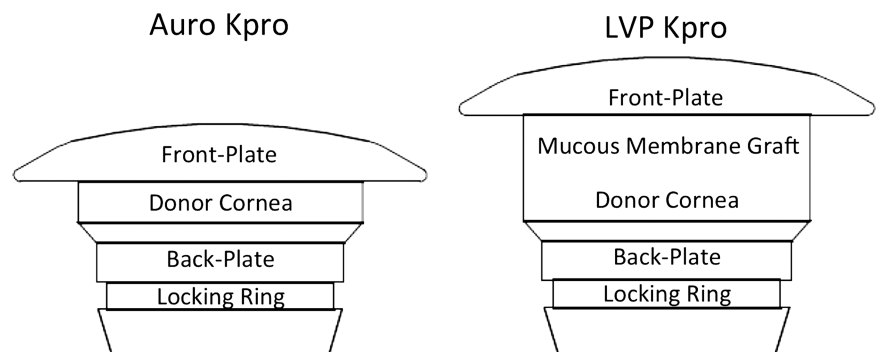 Auro Kpro
Front-Plate
Donor Cornea
Back-Plate
Locking Ring
LVP Kpro
Front-Plate
Mucous Membrane Graft
Donor Cornea
Back-Plate
Locking Ring